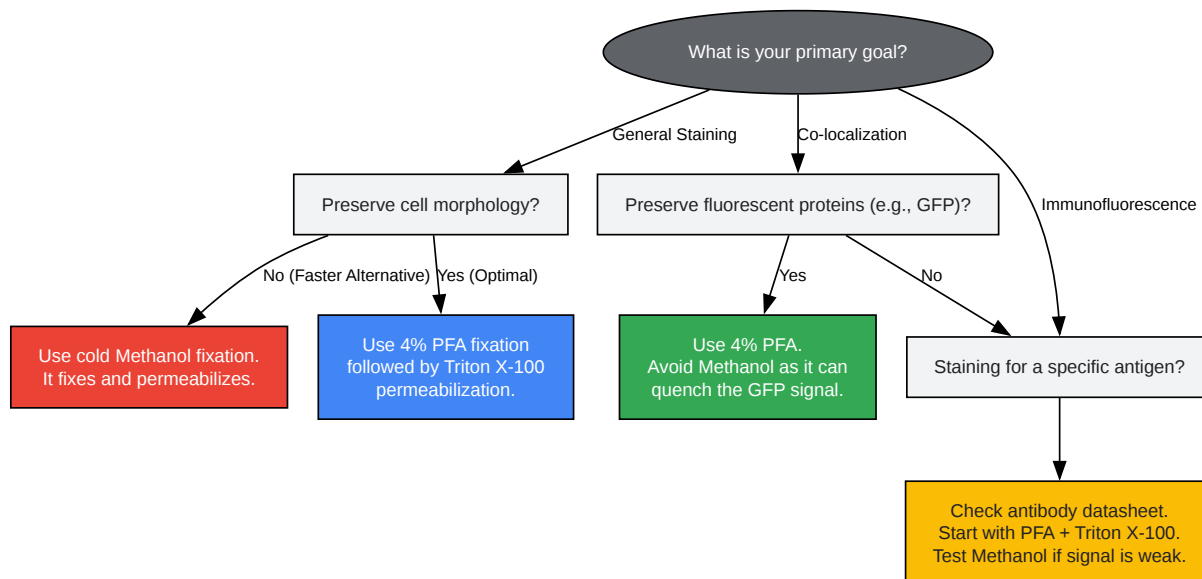 What is your primary goal?
General Staining
Co-localization
Immunofluorescence
Preserve cell morphology?
Preserve fluorescent proteins (e.g., GFP)?
No (Faster Alternative)
Yes (Optimal)
Yes
No
Use cold Methanol fixation.
It fixes and permeabilizes.
Use 4% PFA fixation
followed by Triton X-100
permeabilization.
Use 4% PFA.
Avoid Methanol as it can
quench the GFP signal.
Staining for a specific antigen?
Check antibody datasheet.
Start with PFA + Triton X-100.
Test Methanol if signal is weak.